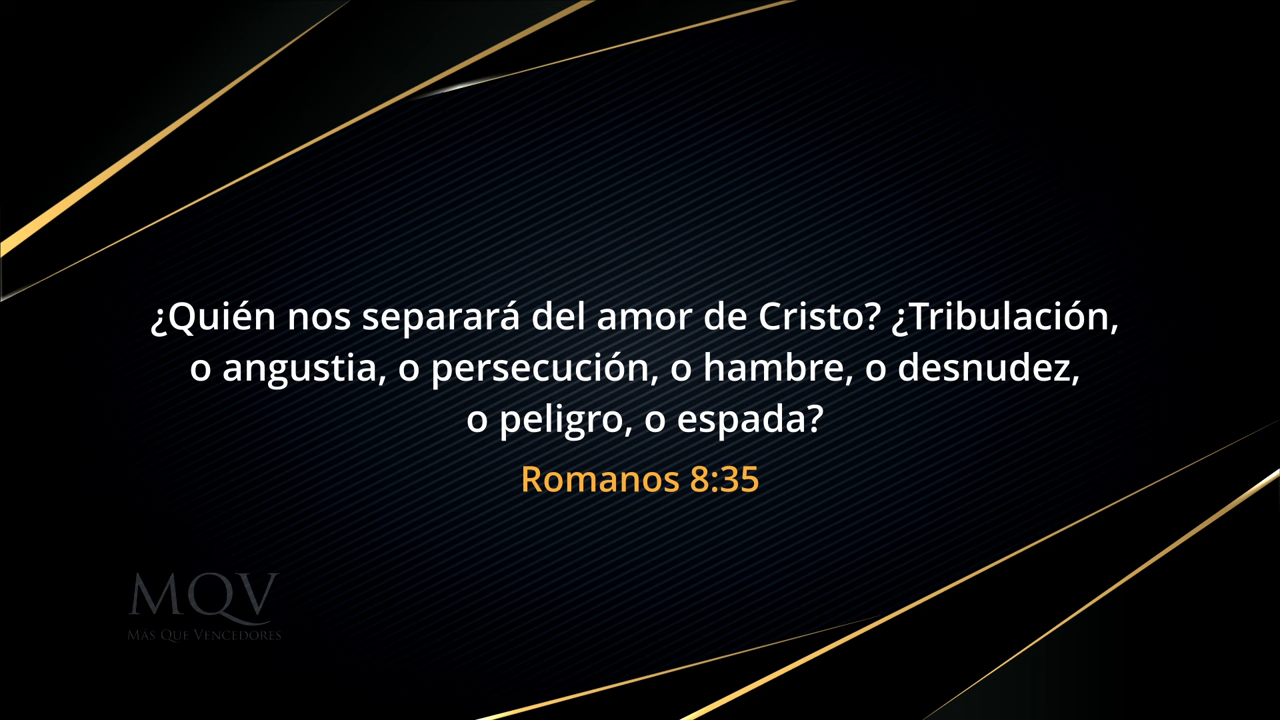 ¿Quién nos separará del amor de Cristo? ¿Tribulación,
o angustia, o persecución, o hambre, o desnudez,
o peligro, o espada?
Romanos 8:35
MQV
Más Que Vencedores